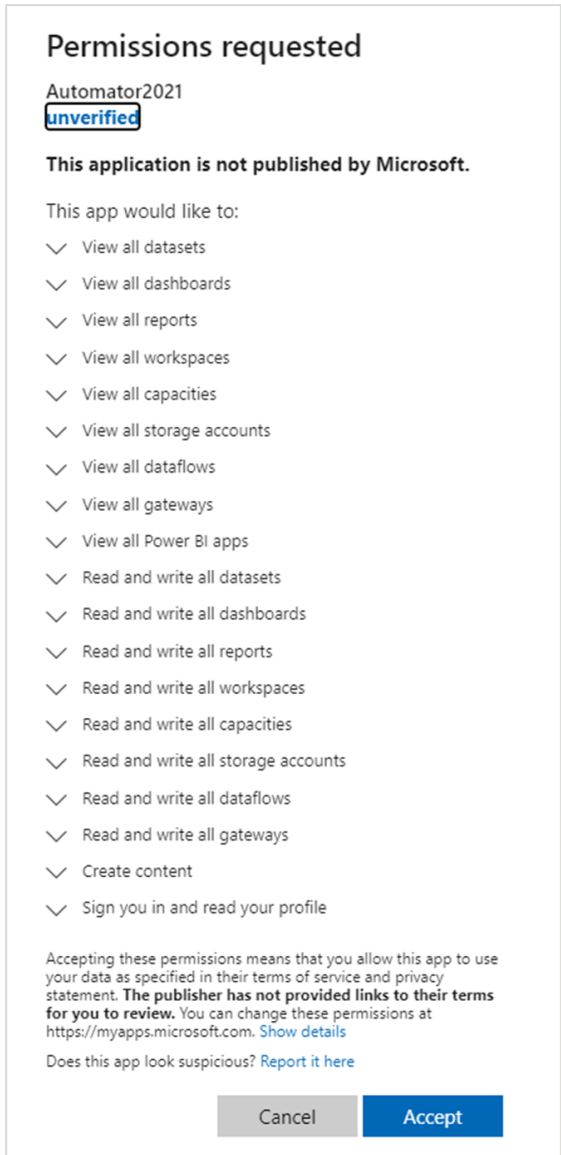 Permissions requested
Automator2021
unverified
This application is not published by Microsoft.
This app would like to:
View all datasets
View all dashboards
View all reports
View all workspaces
View all capacities
View all storage accounts
View all dataflows
View all gateways
View all Power BI apps
Read and write all datasets
Read and write all dashboards
Read and write all reports
Read and write all workspaces
Read and write all capacities
Read and write all storage accounts
Read and write all dataflows
Read and write all gateways
Create content
Sign you in and read your profile
Accepting these permissions means that you allow this app to use
your data as specified in their terms of service and privacy
statement. The publisher has not provided links to their terms
for you to review. You can change these permissions at
https://myapps.microsoft.com. Show details
Does this app look suspicious? Report it here
Cancel Accept